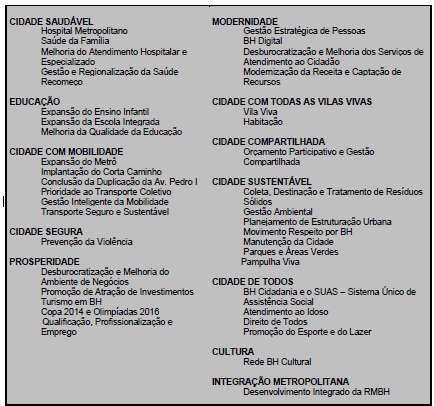 CIDADE SAUDÁVEL
Hospital Metropolitano
Saúde da Família
Melhoria do Atendimento Hospitalar e
Especializado
Gestão e Regionalização da Saúde
Recomeço
EDUCAÇÃO
Expansão do Ensino Infantil
Expansão da Escola Integrada
Melhoria da Qualidade da Educação
CIDADE COM MOBILIDADE
Expansão do Metrô
Implantação do Corta Caminho
Conclusão da Duplicação da Av. Pedro I
Prioridade ao Transporte Coletivo
Gestão Inteligente da Mobilidade
Transporte Seguro e Sustentável
CIDADE SEGURA
Prevenção da Violência
PROSPERIDADE
Desburocratização e Melhoria do
Ambiente de Negócios
Promoção de Atração de Investimentos
Turismo em BH
Copa 2014 e Olimpíadas 2016
Qualificação, Profissionalização e
Emprego
MODERNIDADE
Gestão Estratégica de Pessoas
BH Digital
Desburocratização e Melhoria dos Serviços de
Atendimento ao Cidadão
Modernização da Receita e Captação de
Recursos
CIDADE COM TODAS AS VILAS VIVAS
Vila Viva
Habitação
CIDADE COMPARTILHADA
Orçamento Participativo e Gestão
Compartilhada
CIDADE SUSTENTÁVEL
Coleta, Destinação e Tratamento de Resíduos
Sólidos
Gestão Ambiental
Planejamento de Estruturação Urbana
Movimento Respeito por BH
Manutenção da Cidade
Parques e Áreas Verdes
Pampulha Viva
CIDADE DE TODOS
BH Cidadania e o SUAS – Sistema Único de
Assistência Social
Atendimento ao Idoso
Direito de Todos
Promoção do Esporte e do Lazer
CULTURA
Rede BH Cultural
INTEGRAÇÃO METROPOLITANA
Desenvolvimento Integrado da RMBH